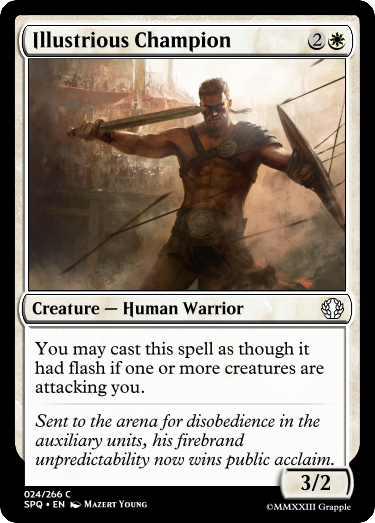 Illustrious Champion 2
Creature — Human Warrior
You may cast this spell as though it
had flash if one or more creatures are
attacking you.
Sent to the arena for disobedience in the
auxiliary units, his firebrand
unpredictability now wins public acclaim.
3/2
024/266 C
SPQ • EN Mazert Young
©MMXXIII Grapple